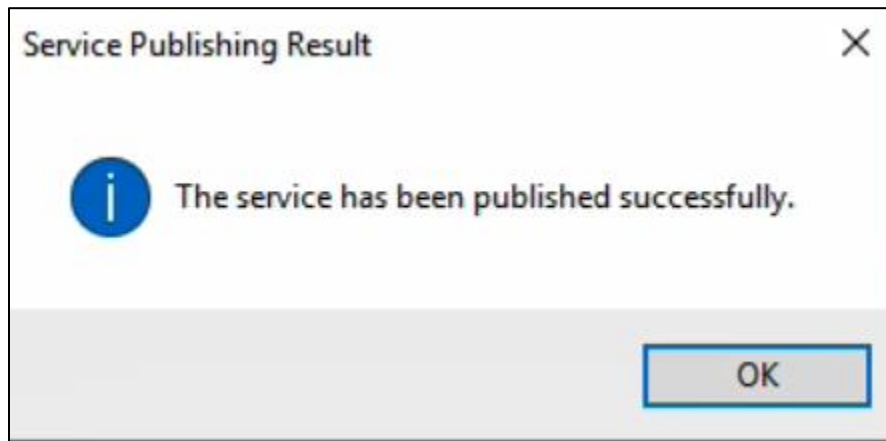 Service Publishing Result
The service has been published successfully.
OK